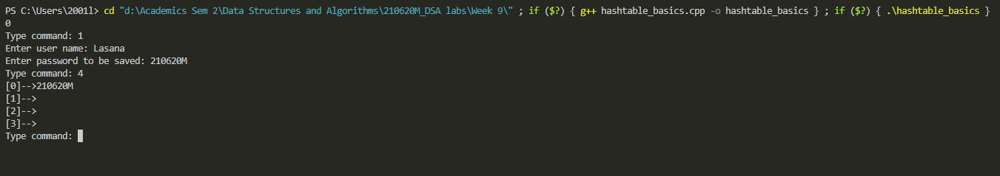 PS C:\Users\2001l> cd "d:\Academics Sem 2\Data Structures and Algorithms\210620M_DSA labs\Week 9\" ; if ($?) { g++ hashtable_basics.cpp -o hashtable_basics } ; if ($?) { .\hashtable_basics }
0
Type command: 1
Enter user name: Lasana
Enter password to be saved: 210620M
Type command: 4
[0]-->210620M
[1]-->
[2]-->
[3]-->
Type command: